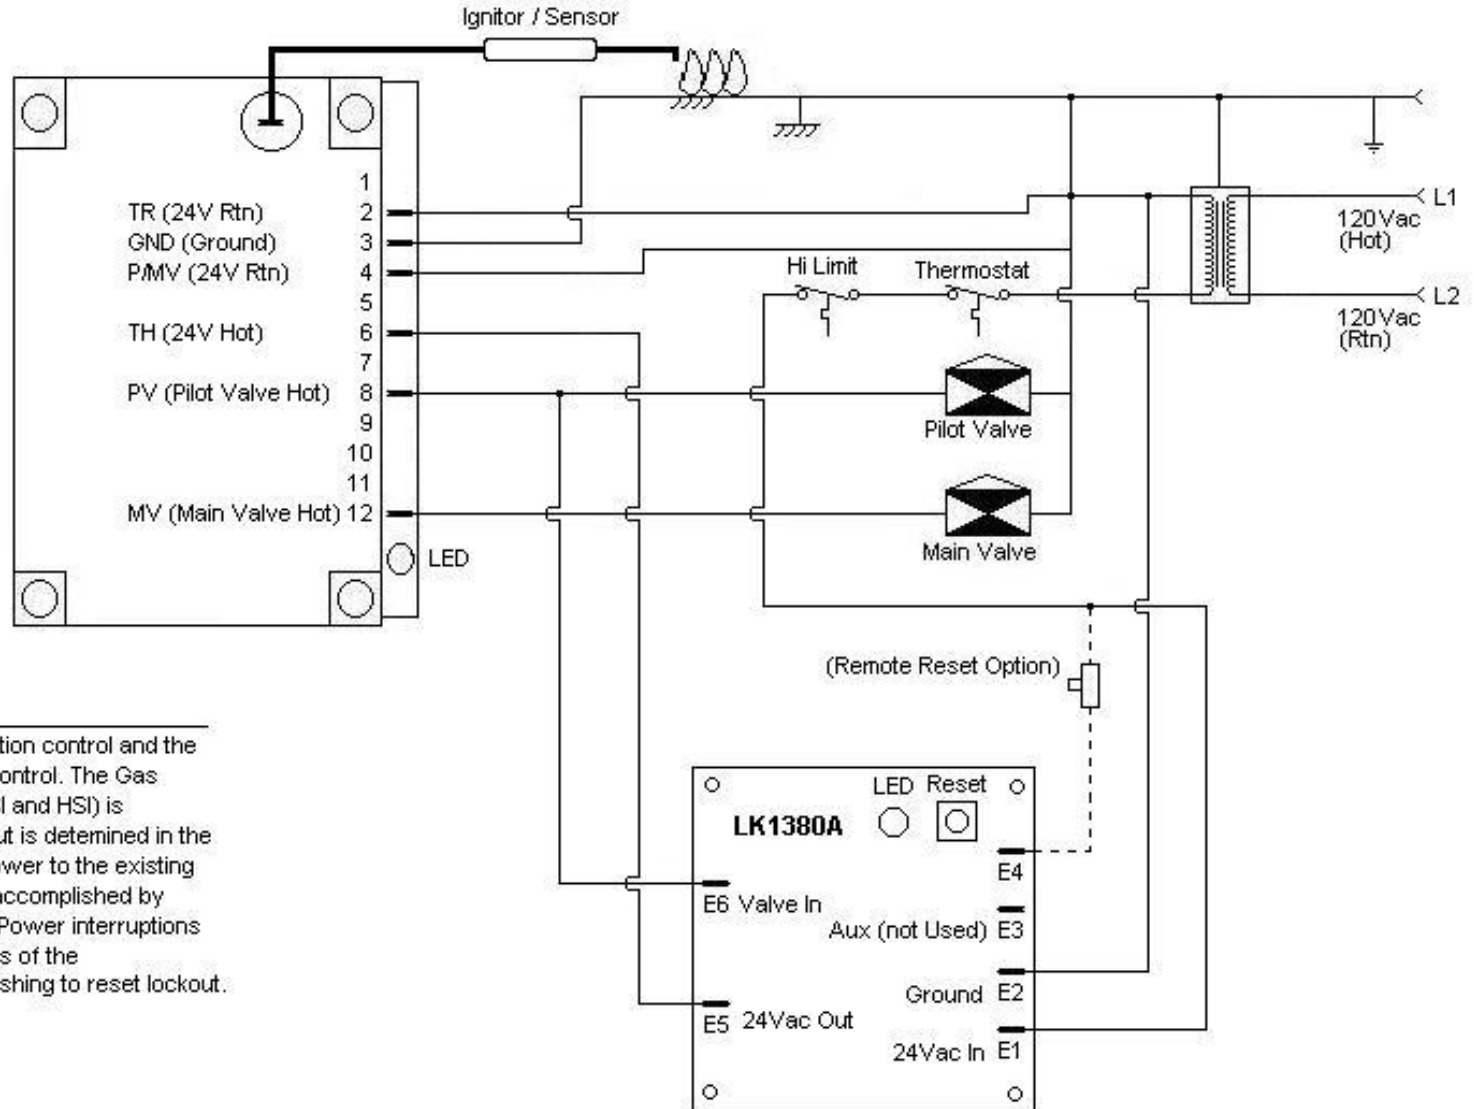 Ignitor / Sensor
1
TR (24V Rtn) 2
GND (Ground) 3
P/MV (24V Rtn) 4
5
TH (24V Hot) 6
7
PV (Pilot Valve Hot) 8
9
10
11
MV (Main Valve Hot) 12
LED
Hi Limit
Thermostat
L1
120Vac
(Hot)
L2
120Vac
(Rtn)
Pilot Valve
Main Valve
(Remote Reset Option)
tion control and the
ontrol. The Gas
I and HSI) is
ut is detemined in the
ower to the existing
accomplished by
Power interruptions
s of the
shing to reset lockout.
LED Reset
LK1380A
E4
E6 Valve In
Aux (not Used) E3
Ground E2
E5 24Vac Out
24Vac In E1